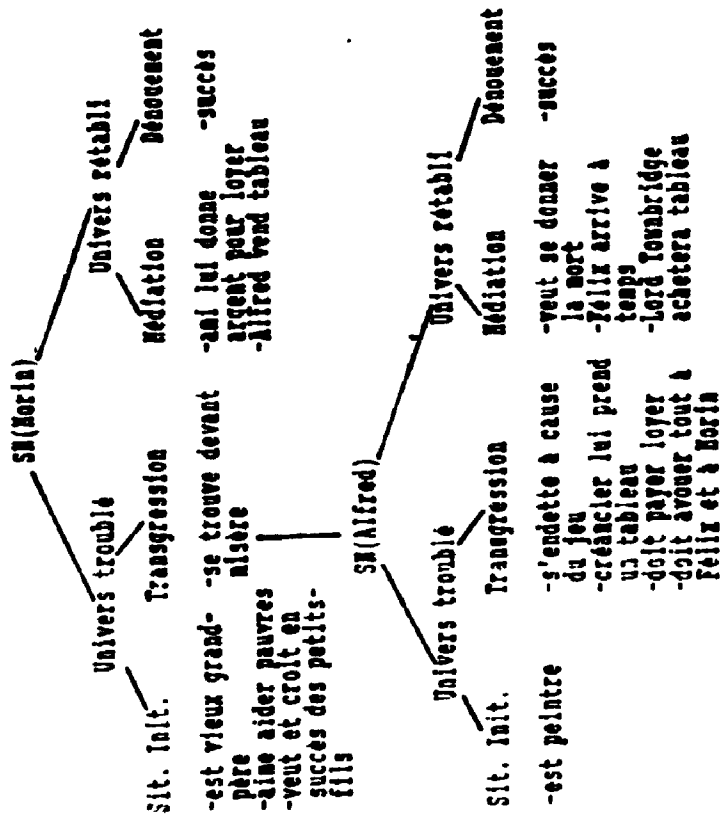 SN(Morin)
Univers troublé
Univers rétabli
Sit. Init.
Transgression
Médiation
Dénouement
-est vieux grand-
père
-aime aider pauvres
-veut et croit en
succès des petits-
fils
-se trouve devant
misère
-ami lui donne
argent pour loyer
-Alfred vend tableau
-succès
SN(Alfred)
Univers troublé
Univers rétabli
Sit. Init.
Transgression
Médiation
Dénouement
-est peintre
-s'endette à cause
du jeu
-créancier lui prend
un tableau
-doit payer loyer
-doit avouer tout à
Félix et à Morin
-veut se donner
la mort
-Félix arrive à
temps
-Lord Townbridge
achetera tableau
-succès